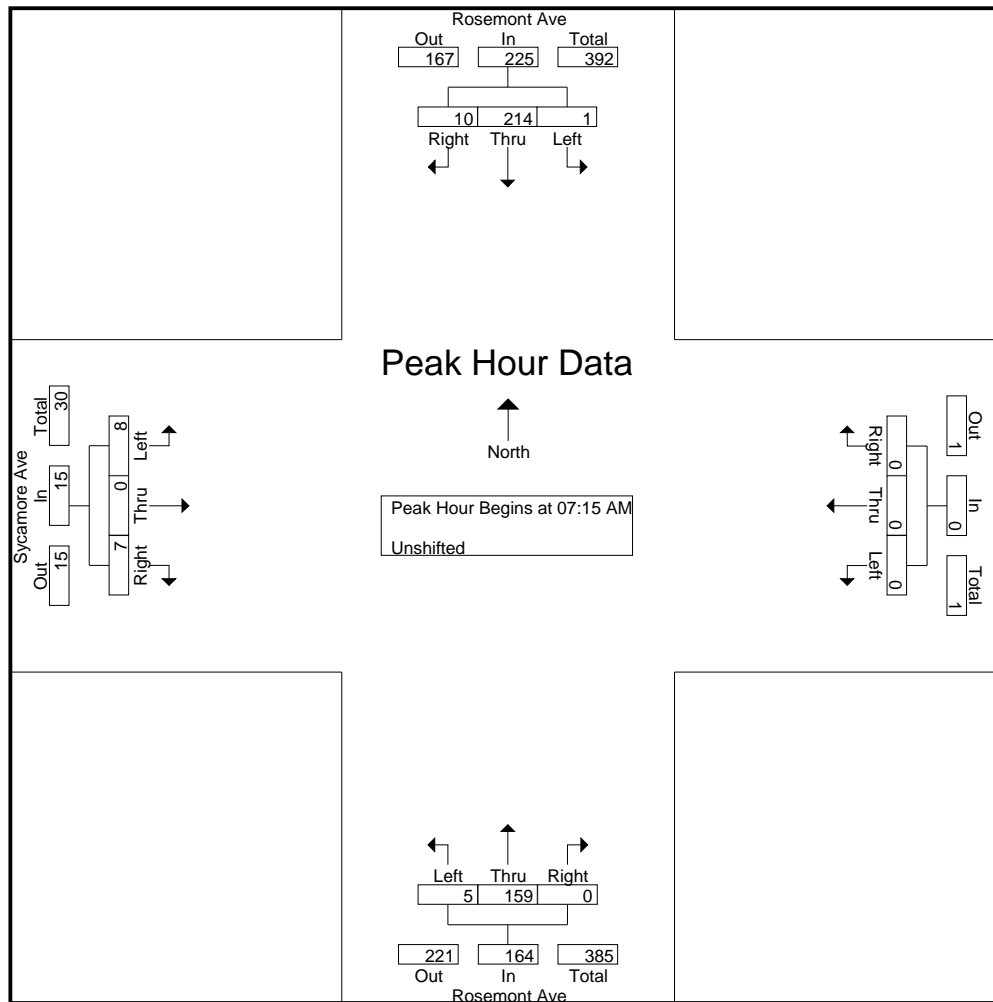 Rosemont Ave
Out In Total
167 225 392
10 214 1
Right Thru Left
Peak Hour Data
North
Peak Hour Begins at 07:15 AM
Unshifted
Sycamore Ave
Out In Total
15 15 30
7 0 8
Right Thru Left
Out In Total
1 0 1
0 0 0
Right Thru Left
Left Thru Right
5 159 0
221 164 385
Out In Total
Rosemont Ave